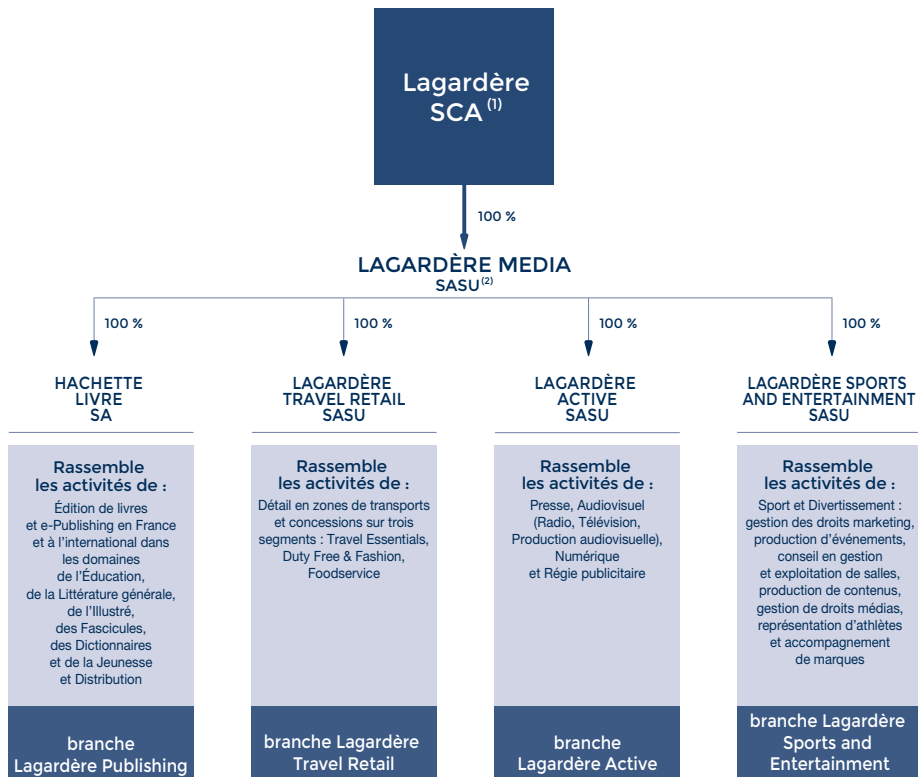 Lagardère
SCA (1)
100 %
LAGARDÈRE MEDIA
SASU(2)
100 %
100 %
100 %
100 %
HACHETTE
LIVRE
SA
Rassemble
les activités de :
Édition de livres
et e-Publishing en France
et à l'international dans
les domaines
de l'Éducation,
de la Littérature générale,
de l'Illustré,
des Fascicules,
des Dictionnaires
et de la Jeunesse
et Distribution
branche
Lagardère Publishing
LAGARDÈRE
TRAVEL RETAIL
SASU
Rassemble
les activités de :
Détail en zones de transports
et concessions sur trois
segments : Travel Essentials,
Duty Free & Fashion,
Foodservice
branche Lagardère
Travel Retail
LAGARDÈRE
ACTIVE
SASU
Rassemble
les activités de :
Presse, Audiovisuel
(Radio, Télévision,
Production audiovisuelle),
Numérique
et Régie publicitaire
branche
Lagardère Active
LAGARDÈRE SPORTS
AND ENTERTAINMENT
SASU
Rassemble
les activités de :
Sport et Divertissement :
gestion des droits marketing,
production d'événements,
conseil en gestion
et exploitation de salles,
production de contenus,
gestion de droits médias,
représentation d'athlètes
et accompagnement
de marques
branche Lagardère
Sports and
Entertainment